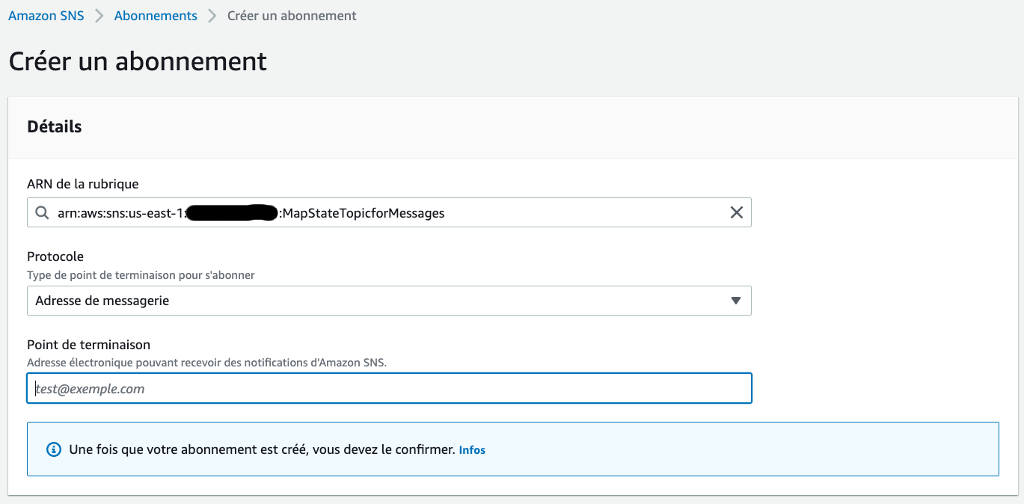 Amazon SNS > Abonnements > Créer un abonnement
Créer un abonnement
Détails
ARN de la rubrique
arn:aws:sns:us-east-1: :MapStateTopicforMessages
Protocole
Type de point de terminaison pour s'abonner
Adresse de messagerie
Point de terminaison
Adresse électronique pouvant recevoir des notifications d'Amazon SNS.
test@exemple.com
Une fois que votre abonnement est créé, vous devez le confirmer. Infos